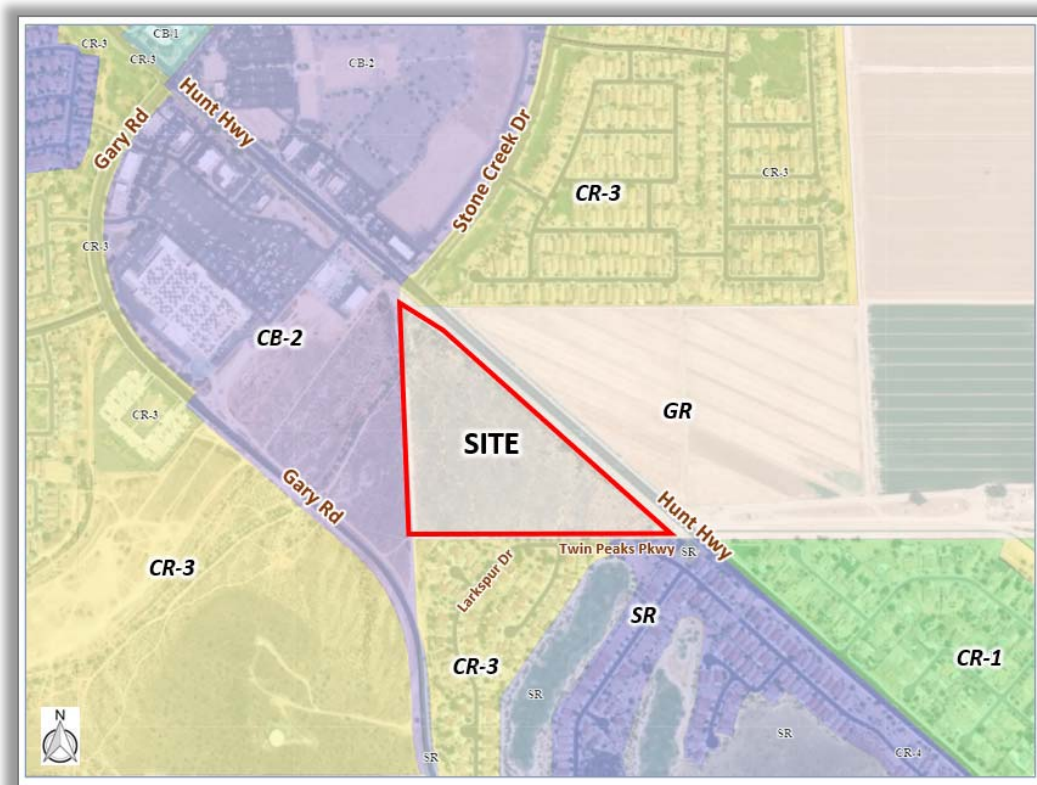 CR-3
CB-1
CR-3
CB-2
Hunt Hwy
Gary Rd
Stone Creek Dr
CR-3
CR-3
CR-3
CB-2
GR
SITE
CR-3
Gary Rd
Hunt Hwy
Twin Peaks Pkwy
SR
Larkspur Dr
CR-3
SR
CR-3
CR-1
SR
SR
CR-4
SR
N